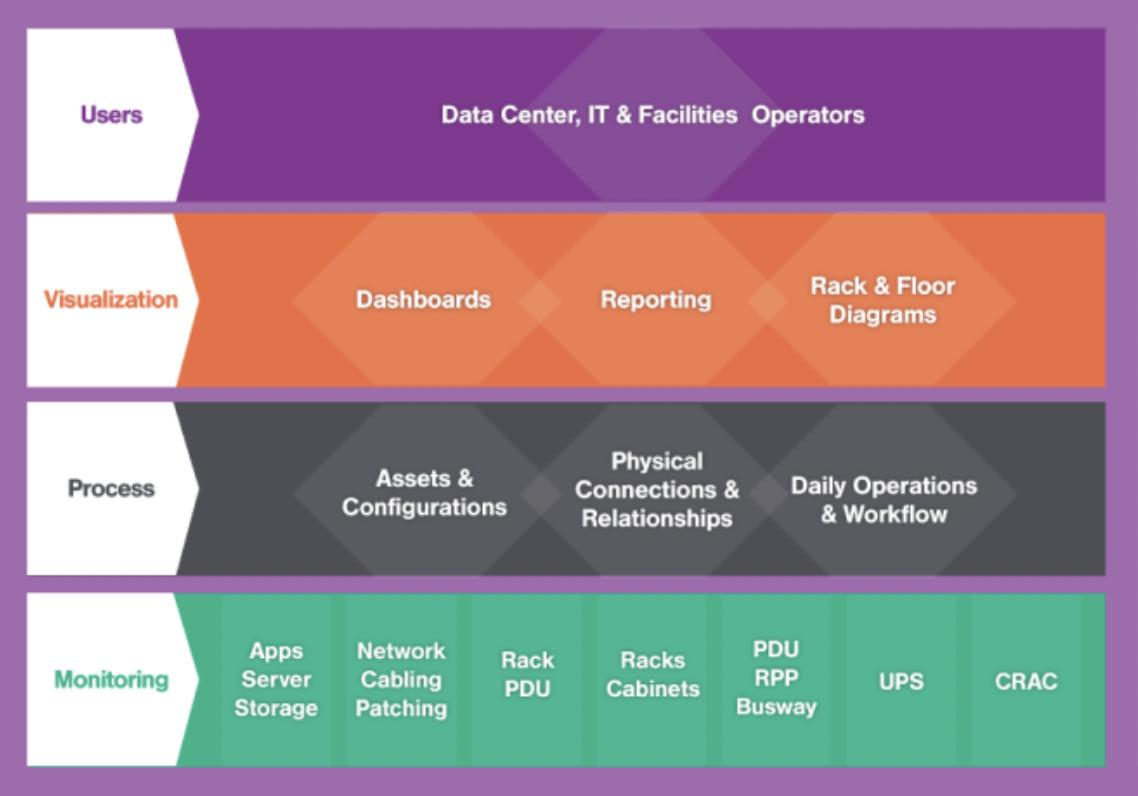 Users
Data Center, IT & Facilities Operators
Visualization
Dashboards
Reporting
Rack & Floor
Diagrams
Process
Assets &
Configurations
Physical
Connections &
Relationships
Daily Operations
& Workflow
Monitoring
Apps
Server
Storage
Network
Cabling
Patching
Rack
PDU
Racks
Cabinets
PDU
RPP
Busway
UPS
CRAC